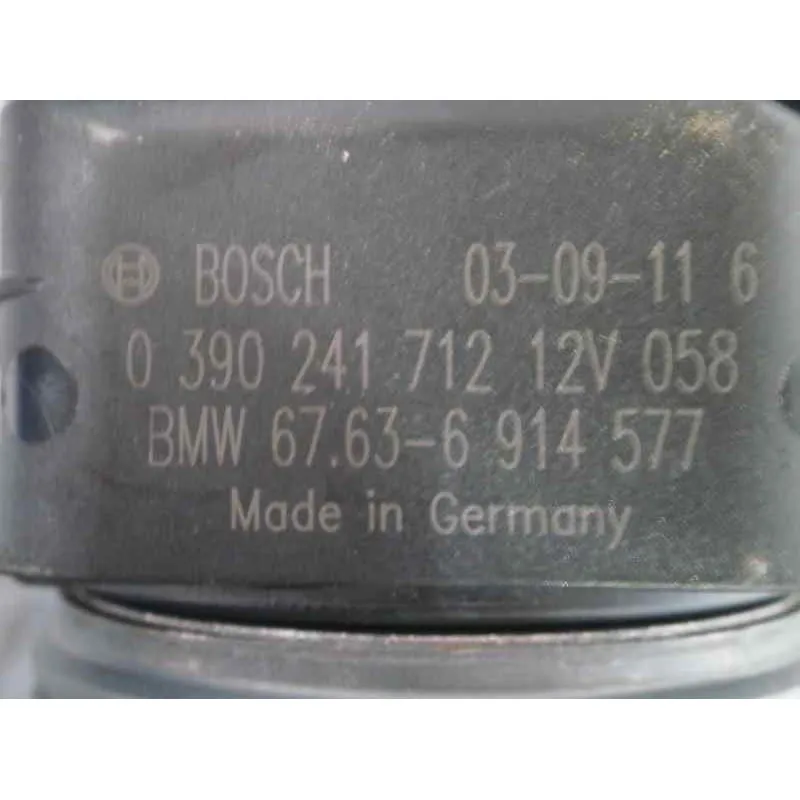 BOSCH 03-09-11 6
0 390 241 712 12V 058
BMW 67.63-6 914 577
Made in Germany